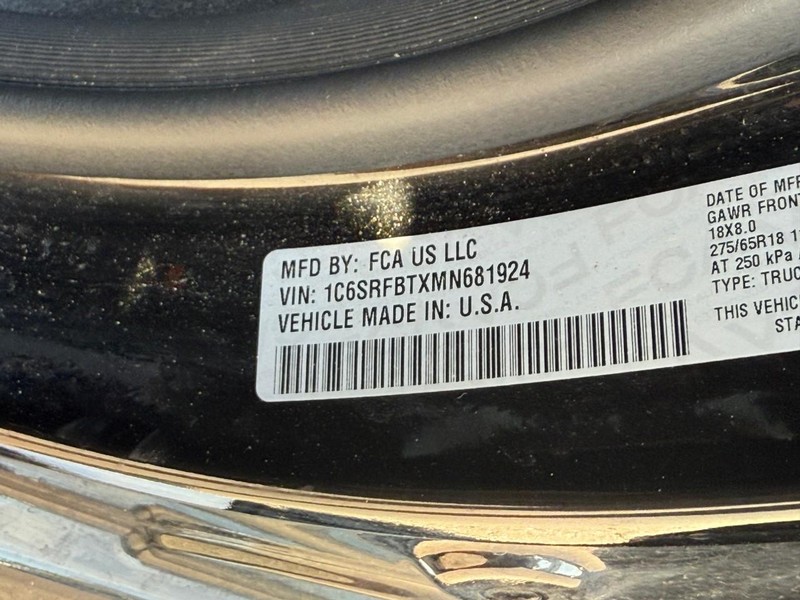 MFD BY: FCA US LLC
VIN: 1C6SRFBTXMN681924
VEHICLE MADE IN: U.S.A.
DATE OF MFR
GAWR FRONT
18X8.0
275/65R18
AT 250 kPa
TYPE: TRUC
THIS VEHIC
STA